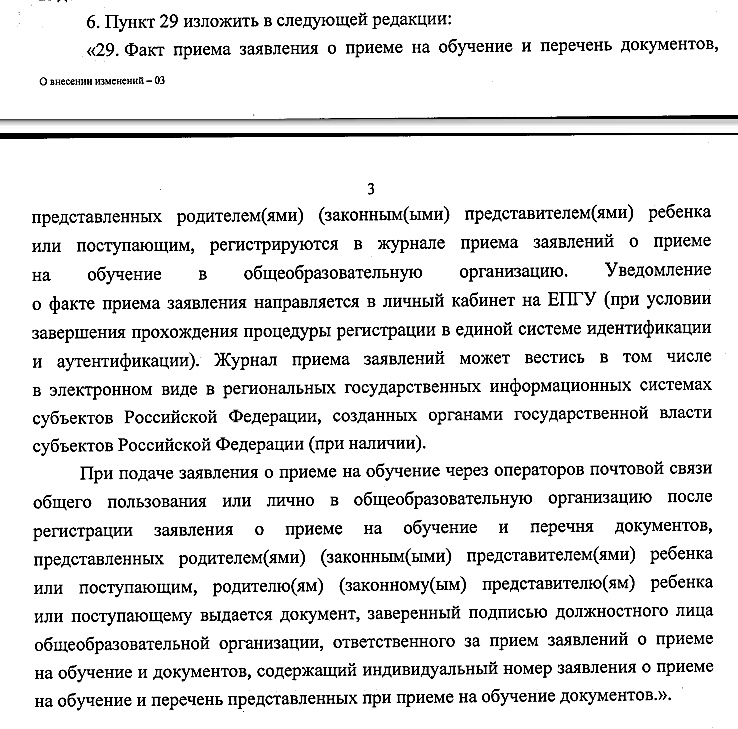 6. Пункт 29 изложить в следующей редакции:
«29. Факт приема заявления о приеме на обучение и перечень документов,
О внесении изменений – 03
3
представленных родителем(ями) (законным(ыми) представителем(ями) ребенка
или поступающим, регистрируются в журнале приема заявлений о приеме
на обучение в общеобразовательную организацию. Уведомление
о факте приема заявления направляется в личный кабинет на ЕПГУ (при условии
завершения прохождения процедуры регистрации в единой системе идентификации
и аутентификации). Журнал приема заявлений может вестись в том числе
в электронном виде в региональных государственных информационных системах
субъектов Российской Федерации, созданных органами государственной власти
субъектов Российской Федерации (при наличии).
При подаче заявления о приеме на обучение через операторов почтовой связи
общего пользования или лично в общеобразовательную организацию после
регистрации заявления о приеме на обучение и перечня документов,
представленных родителем(ями) (законным(ыми) представителем(ями) ребенка
или поступающим, родителю(ям) (законному(ым) представителю(ям) ребенка
или поступающему выдается документ, заверенный подписью должностного лица
общеобразовательной организации, ответственного за прием заявлений о приеме
на обучение и документов, содержащий индивидуальный номер заявления о приеме
на обучение и перечень представленных при приеме на обучение документов.».